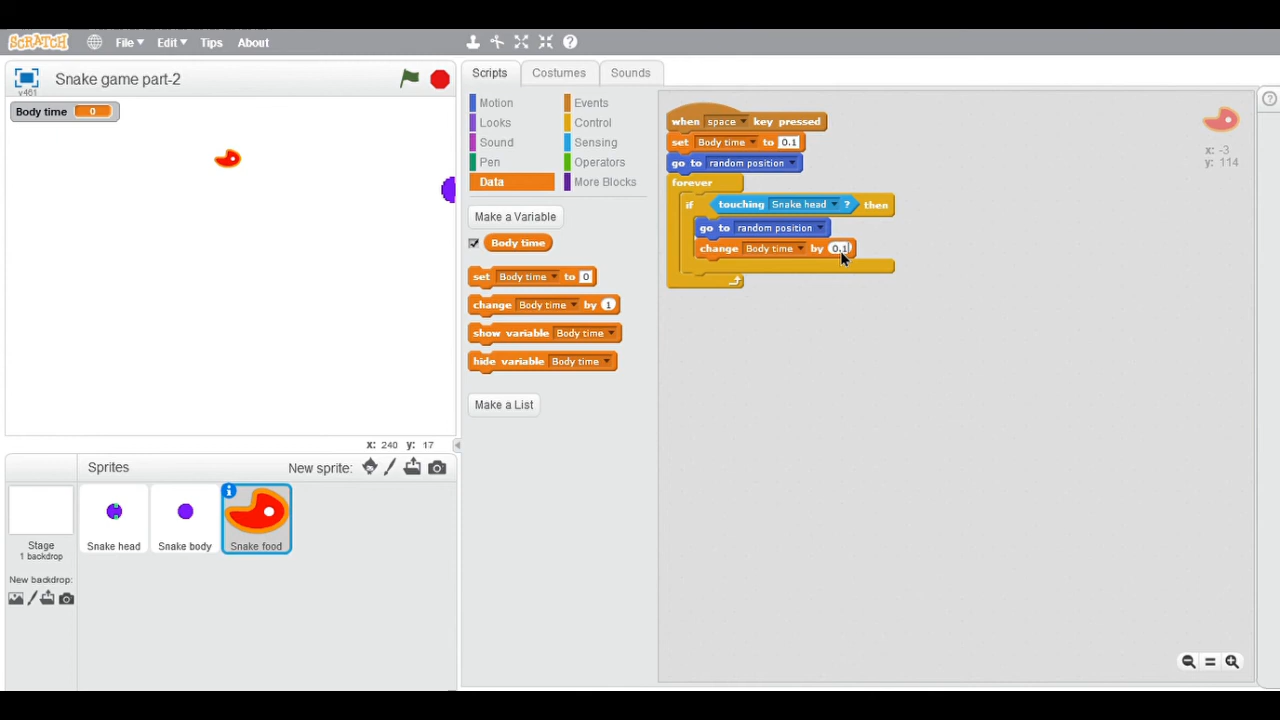 SCRATCH File Edit Tips About
v461 Snake game part-2
Body time 0
x: 240 y: 17
Sprites New sprite:
Stage
1 backdrop
New backdrop:
Snake head
Snake body
Snake food
Scripts Costumes Sounds
Motion Events
Looks Control
Sound Sensing
Pen Operators
Data More Blocks
Make a Variable
Body time
set Body time to 0
change Body time by 1
show variable Body time
hide variable Body time
Make a List
when space key pressed
set Body time to 0.1
go to random position
forever
if touching Snake head ? then
go to random position
change Body time by 0.1
x: -3
y: 114